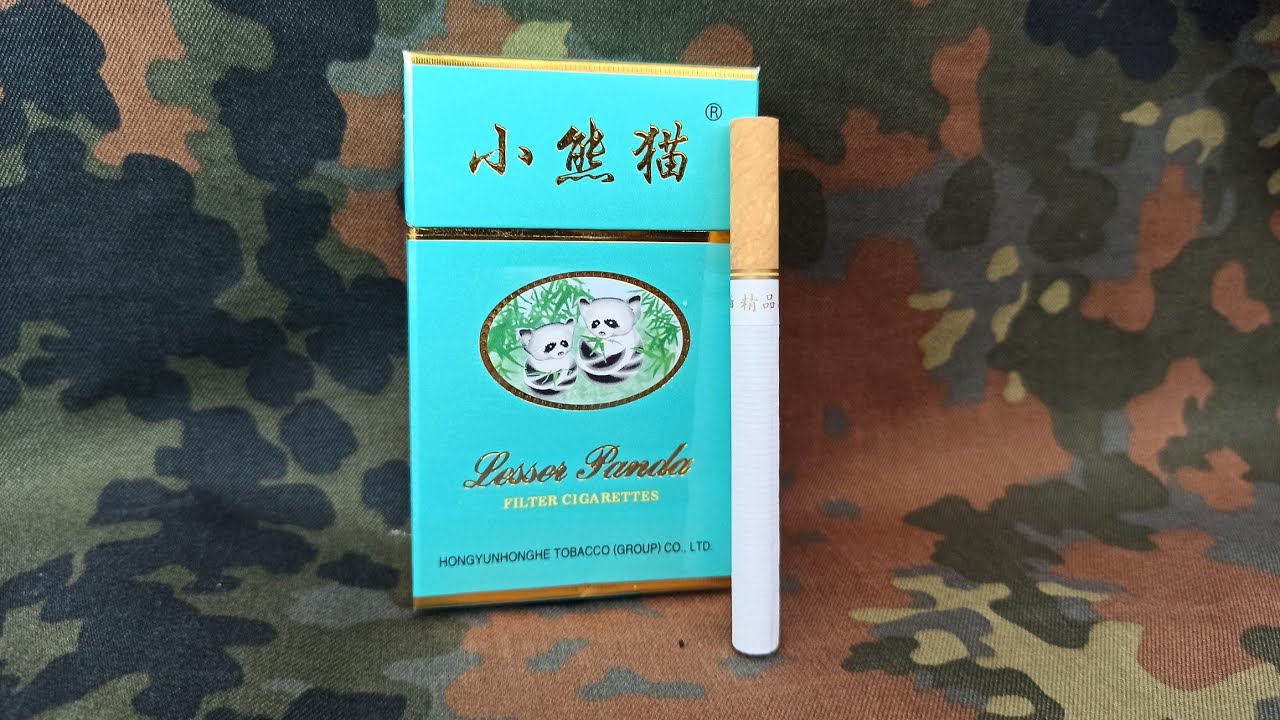 小熊猫®
Lesser Panda
FILTER CIGARETTES
HONGYUNHONGHE TOBACCO (GROUP) CO., LTD.
精品